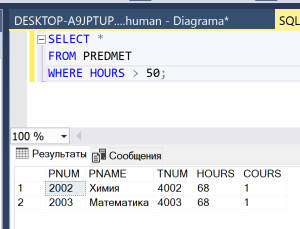 DESKTOP-A9JPTUP....human - Diagrama*
SQL
SELECT *
FROM PREDMET
WHERE HOURS > 50;
100 %
Результаты Сообщения
PNUM PNAME TNUM HOURS COURS
1 2002 Химия 4002 68 1
2 2003 Математика 4003 68 1